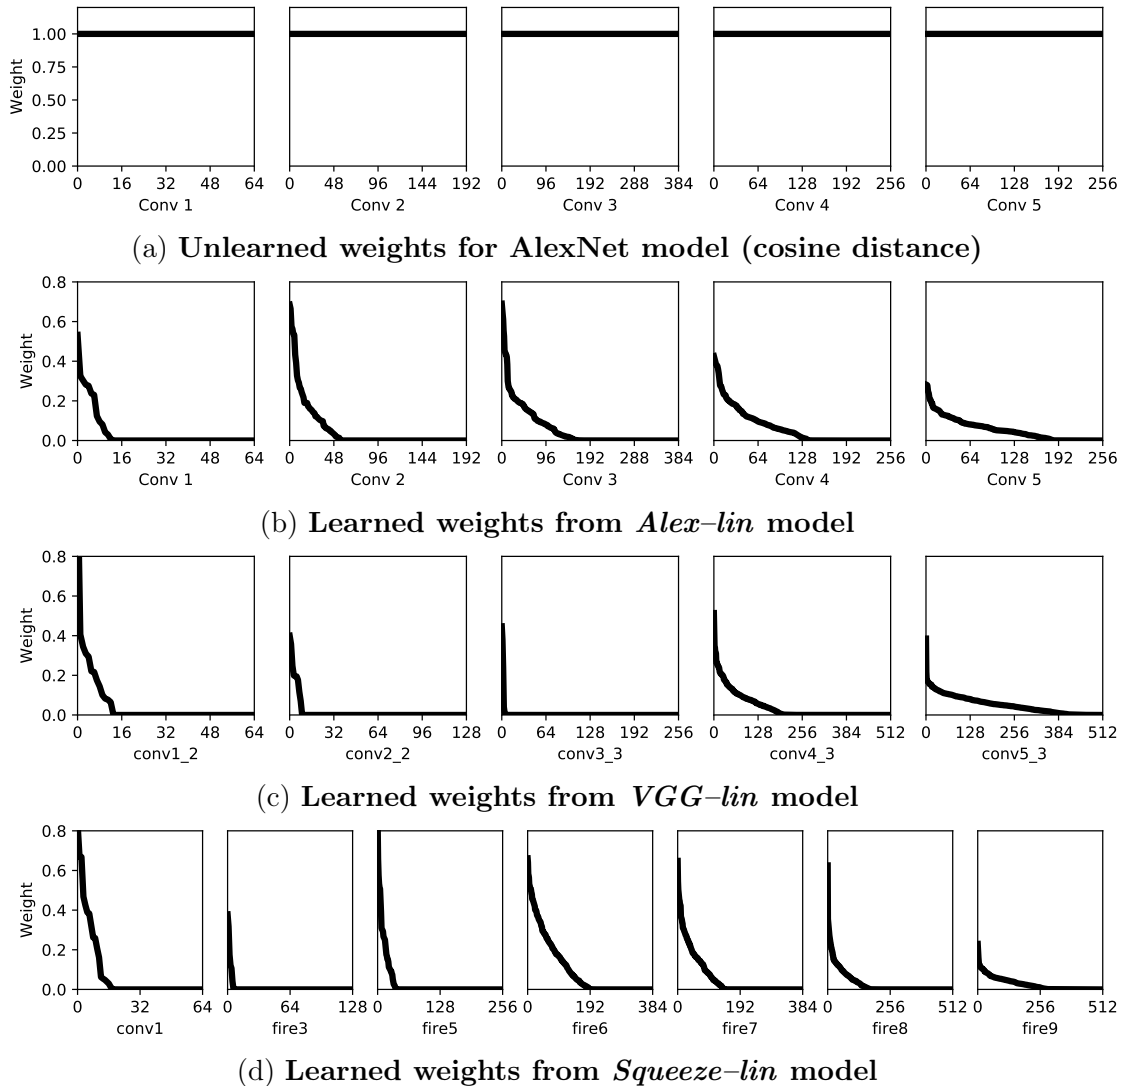 Weight
1.00
0.75
0.50
0.25
0.00
0 16 32 48 64 0 48 96 144 192 0 96 192 288 384 0 64 128 192 256 0 64 128 192 256
Conv 1 Conv 2 Conv 3 Conv 4 Conv 5
(a) Unlearned weights for AlexNet model (cosine distance)
Weight
0.8
0.6
0.4
0.2
0.0
0 16 32 48 64 0 48 96 144 192 0 96 192 288 384 0 64 128 192 256 0 64 128 192 256
Conv 1 Conv 2 Conv 3 Conv 4 Conv 5
(b) Learned weights from Alex–lin model
Weight
0.8
0.6
0.4
0.2
0.0
0 16 32 48 64 0 32 64 96 128 0 64 128 192 256 0 128 256 384 512 0 128 256 384 512
conv1_2 conv2_2 conv3_3 conv4_3 conv5_3
(c) Learned weights from VGG–lin model
Weight
0.8
0.6
0.4
0.2
0.0
0 32 64 0 64 128 0 128 256 0 192 384 0 192 384 0 256 512 0 256 512
conv1 fire3 fire5 fire6 fire7 fire8 fire9
(d) Learned weights from Squeeze–lin model